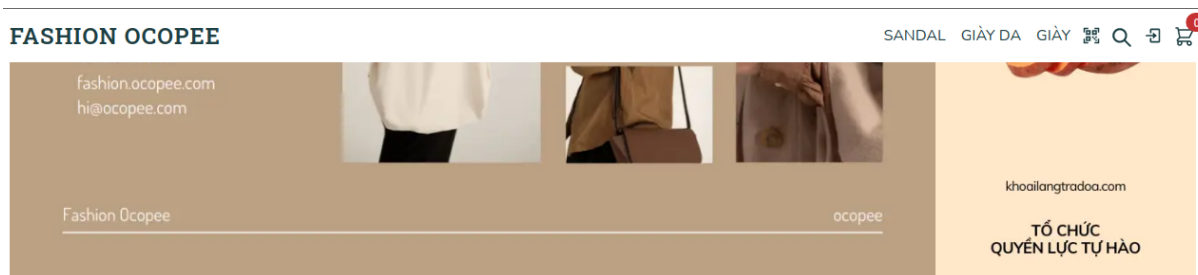 FASHION OCOPEE
SANDAL GIÀY DA GIÀY
fashion.ocopee.com
hi@ocopee.com
Fashion Ocopee
ocopee
khoailangtradoa.com
TỔ CHỨC
QUYỀN LỰC TỰ HÀO